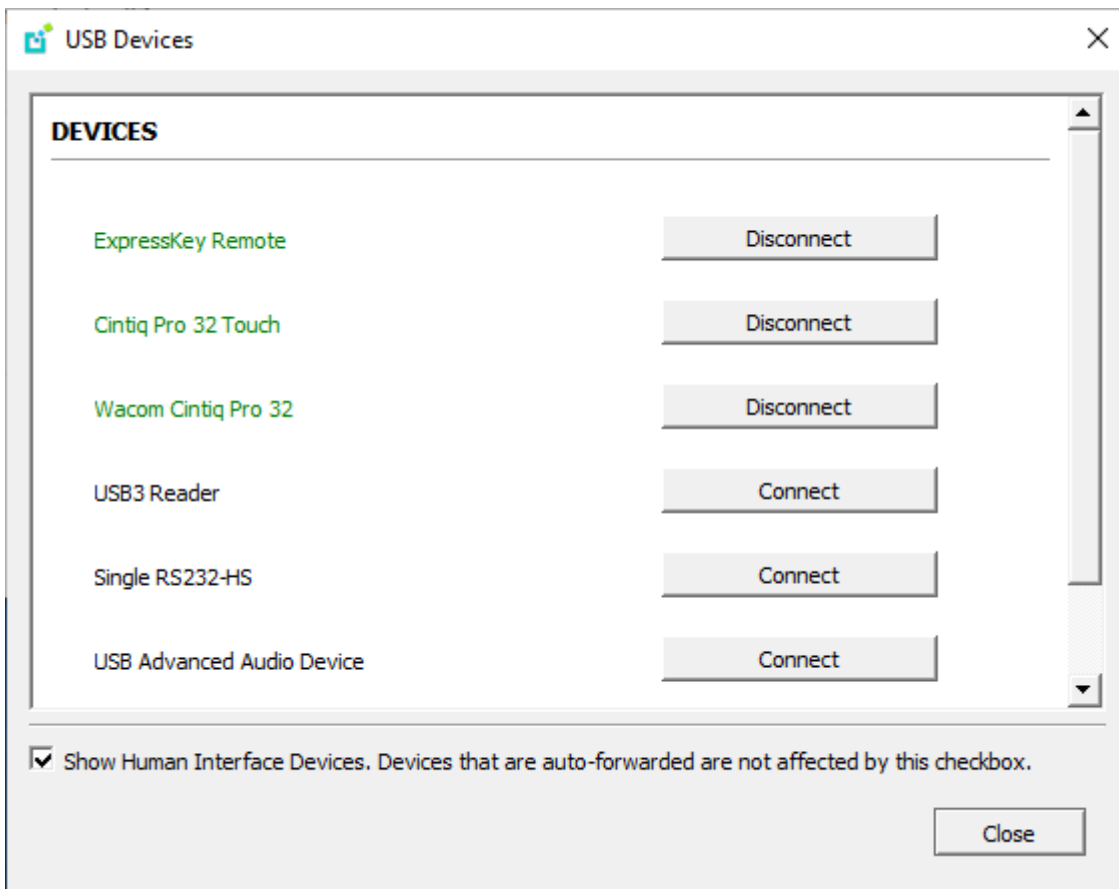 USB Devices
DEVICES
ExpressKey Remote Disconnect
Cintiq Pro 32 Touch Disconnect
Wacom Cintiq Pro 32 Disconnect
USB3 Reader Connect
Single RS232-HS Connect
USB Advanced Audio Device Connect
Show Human Interface Devices. Devices that are auto-forwarded are not affected by this checkbox.
Close